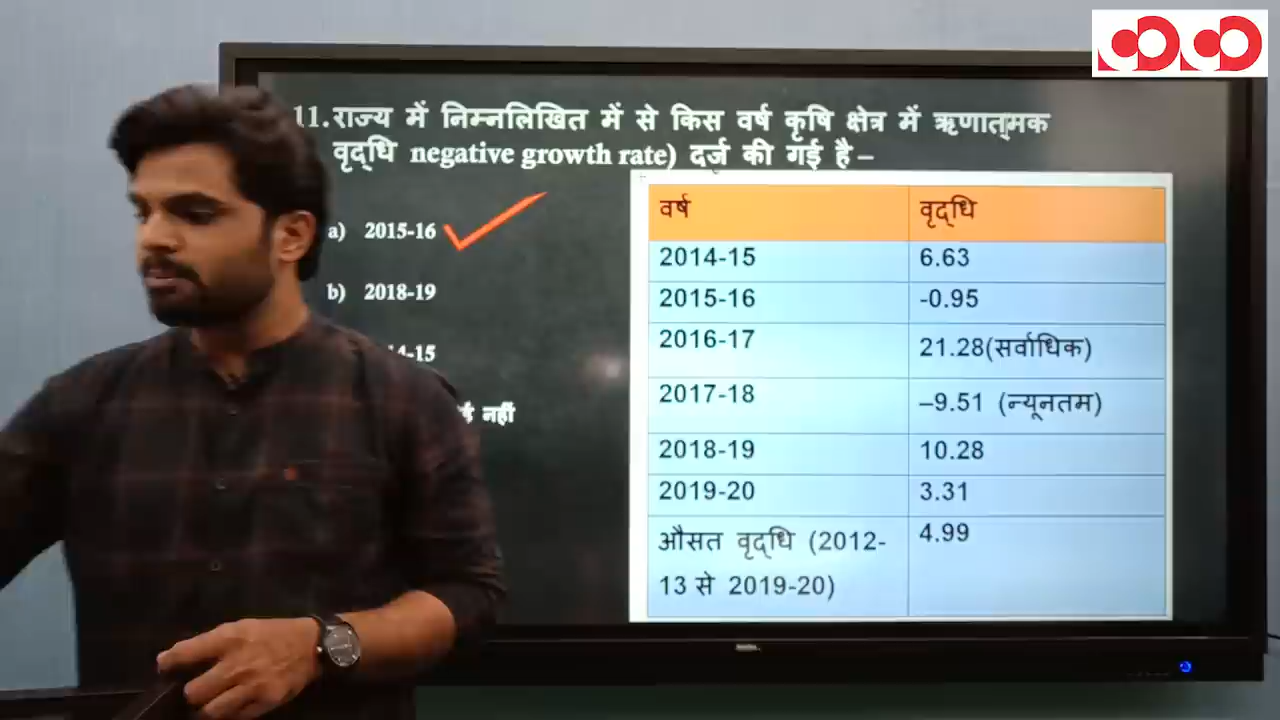 11. राज्य में निम्नलिखित में से किस वर्ष कृषि क्षेत्र में ऋणात्मक
वृद्धि negative growth rate) दर्ज की गई है –
a) 2015-16
b) 2018-19
4-15
नहीं
वर्ष वृद्धि
2014-15 6.63
2015-16 -0.95
2016-17 21.28(सर्वाधिक)
2017-18 –9.51 (न्यूनतम)
2018-19 10.28
2019-20 3.31
औसत वृद्धि (2012- 4.99
13 से 2019-20)